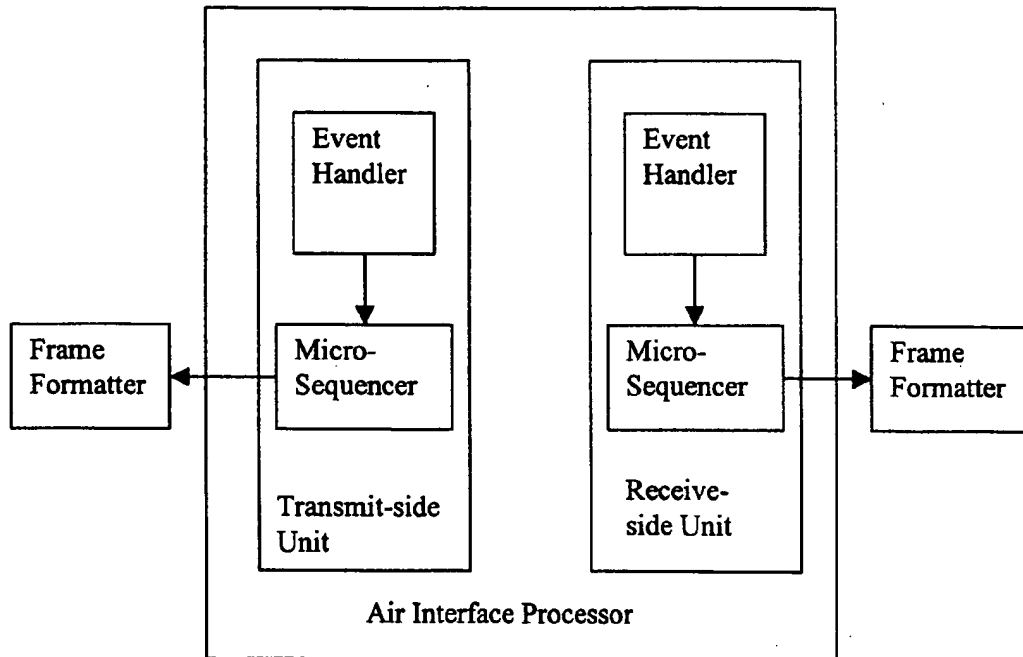 Event
Handler
Event
Handler
Frame
Formatter
Micro-
Sequencer
Micro-
Sequencer
Frame
Formatter
Transmit-side
Unit
Receive-
side Unit
Air Interface Processor